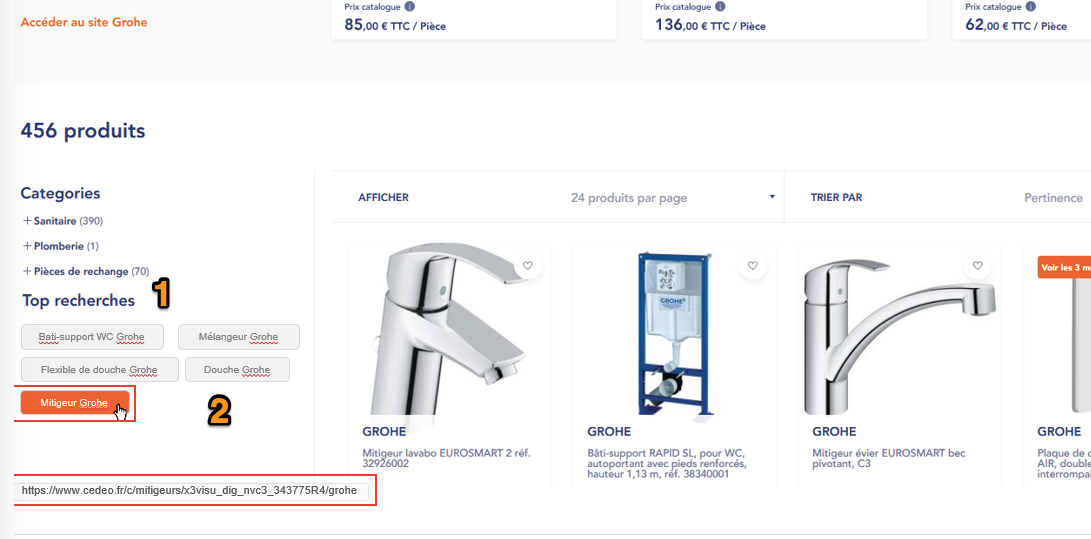 Accéder au site Grohe
Prix catalogue i
85,00 € TTC / Pièce
Prix catalogue i
136,00 € TTC / Pièce
Prix catalogue i
62,00 € TTC / Pièce
456 produits
Categories
+ Sanitaire (390)
+ Plomberie (1)
+ Pièces de rechange (70)
Top recherches
1
Bati-support WC Grohe
Mélangeur Grohe
Flexible de douche Grohe
Douche Grohe
Mitigeur Grohe
2
https://www.cedeo.fr/c/mitigeurs/x3visu_dig_nvc3_343775R4/grohe
AFFICHER
24 produits par page
TRIER PAR
Pertinence
GROHE
Mitigeur lavabo EUROSMART 2 réf.
32926002
GROHE
GROHE
Bâti-support RAPID SL, pour WC,
autoportant avec pieds renforcés,
hauteur 1,13 m, réf. 38340001
GROHE
Mitigeur évier EUROSMART bec
pivotant, C3
Voir les 3 m
GROHE
Plaque de c
AIR, double
interrompa